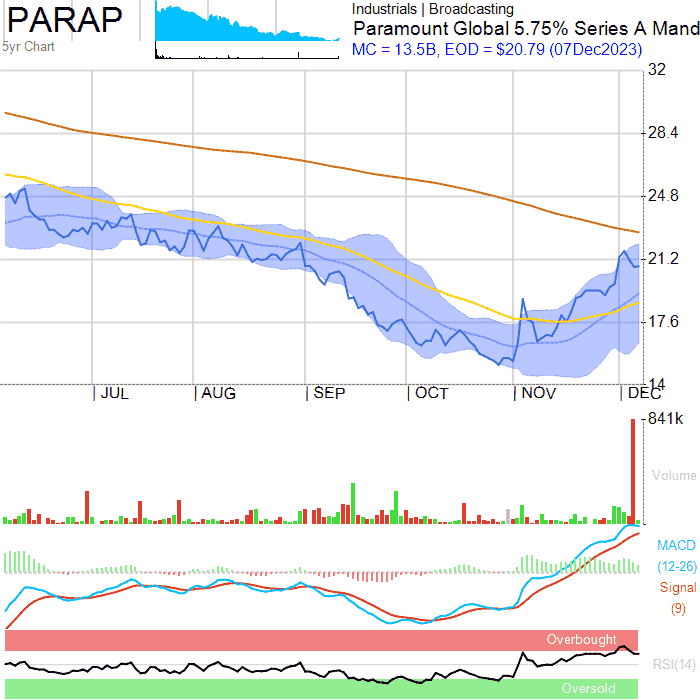 PARAP
5yr Chart
Industrials | Broadcasting
Paramount Global 5.75% Series A Mand
MC = 13.5B, EOD = $20.79 (07Dec2023)
32
28.4
24.8
21.2
17.6
14
JUL
AUG
SEP
OCT
NOV
DEC
841k
Volume
MACD
(12-26)
Signal
(9)
Overbought
RSI(14)
Oversold